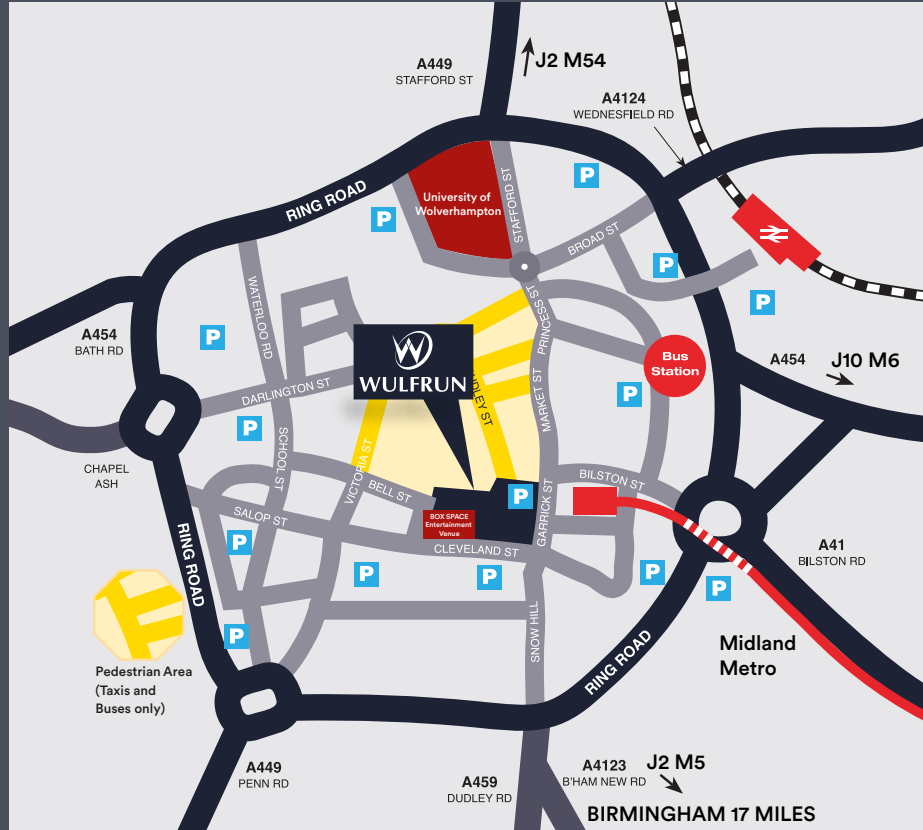 A449
STAFFORD ST
J2 M54
A4124
WEDNESFIELD RD
RING ROAD
P
University of
Wolverhampton
STAFFORD ST
P
BROAD ST
P
P
WATERLOO RD
PRINCESS ST
A454
BATH RD
P
W
WULFRUN
Bus
Station
A454
J10 M6
DARLINGTON ST
MARKET ST
P
P
CHAPEL
ASH
SCHOOL ST
VICTORIA ST
BELL ST
BILSTON ST
P
SALOP ST
BOX SPACE
Entertainment
Venue
GARRICK ST
CLEVELAND ST
RING ROAD
P
P
P
P
P
A41
BILSTON RD
P
SNOW HILL
RING ROAD
Midland
Metro
Pedestrian Area
(Taxis and
Buses only)
A449
PENN RD
A459
DUDLEY RD
A4123
B'HAM NEW RD
J2 M5
BIRMINGHAM 17 MILES